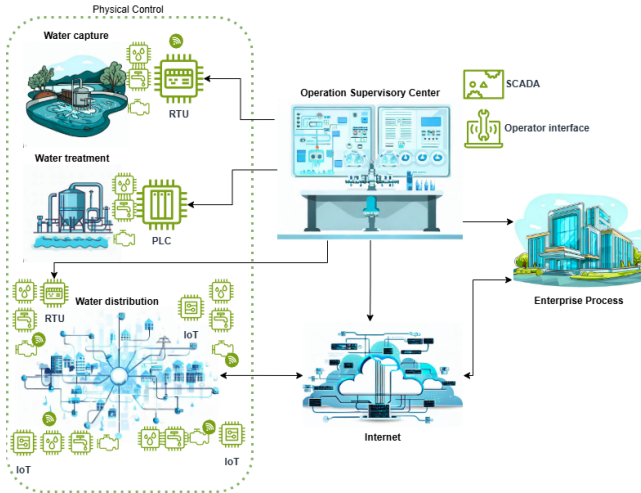 Physical Control
Water capture
RTU
Operation Supervisory Center
SCADA
Operator interface
Water treatment
PLC
Enterprise Process
Water distribution
RTU
IoT
Internet
IoT
IoT